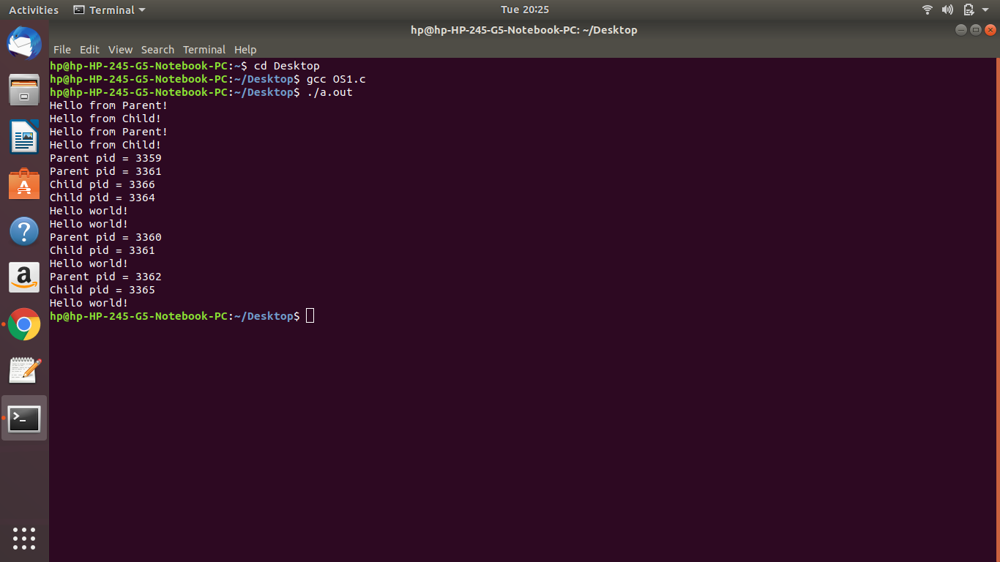 Activities Terminal Tue 20:25
hp@hp-HP-245-G5-Notebook-PC: ~/Desktop
File Edit View Search Terminal Help
hp@hp-HP-245-G5-Notebook-PC:~$ cd Desktop
hp@hp-HP-245-G5-Notebook-PC:~/Desktop$ gcc OS1.c
hp@hp-HP-245-G5-Notebook-PC:~/Desktop$ ./a.out
Hello from Parent!
Hello from Child!
Hello from Parent!
Hello from Child!
Parent pid = 3359
Parent pid = 3361
Child pid = 3366
Child pid = 3364
Hello world!
Hello world!
Parent pid = 3360
Child pid = 3361
Hello world!
Parent pid = 3362
Child pid = 3365
Hello world!
hp@hp-HP-245-G5-Notebook-PC:~/Desktop$